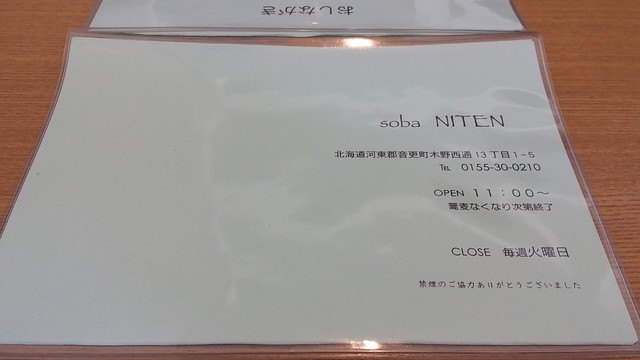 おしながき
soba NITEN
北海道河東郡音更町木野西通13丁目1-5
TEL 0155-30-0210
OPEN 11:00〜
蕎麦なくなり次第終了
CLOSE 毎週火曜日
禁煙のご協力ありがとうございました